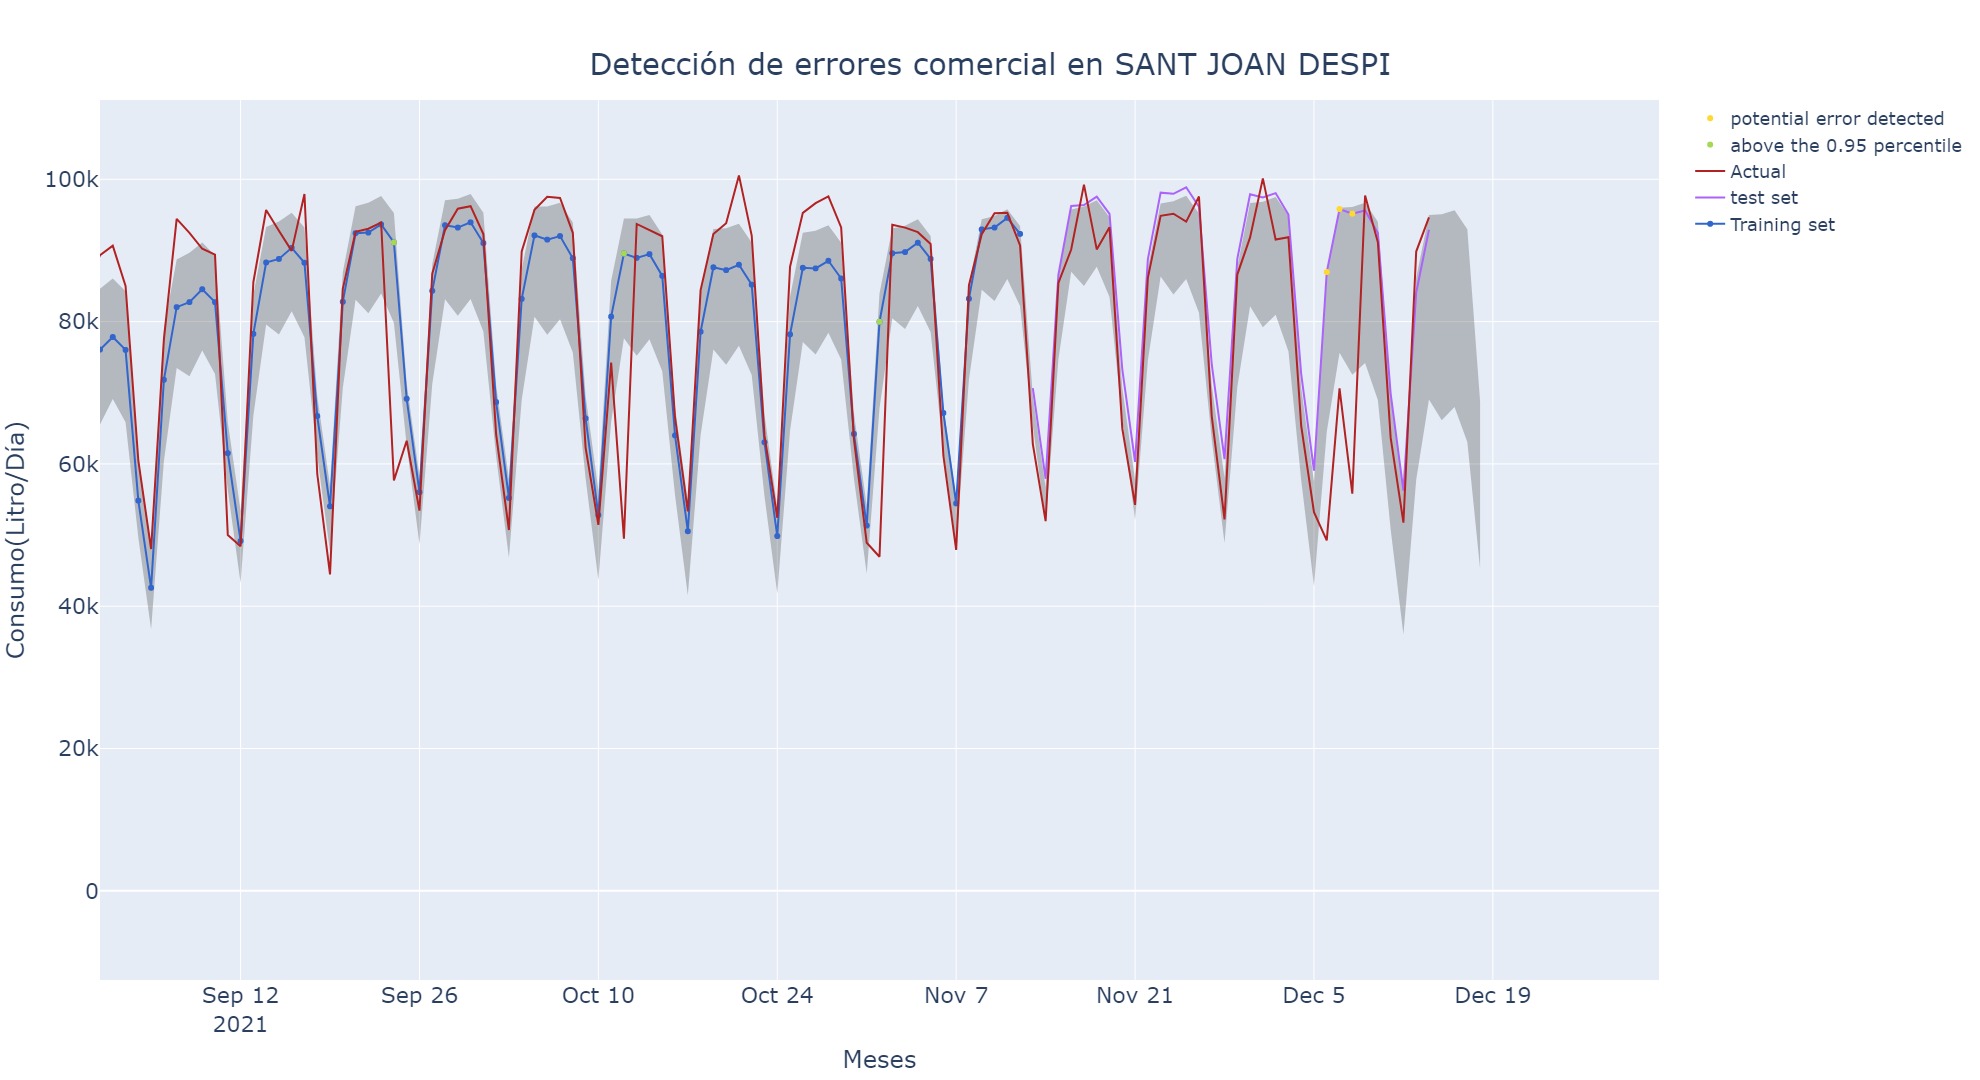 Detección de errores comercial en SANT JOAN DESPI
potential error detected
above the 0.95 percentile
Actual
test set
Training set
Consumo(Litro/Día)
100k
80k
60k
40k
20k
0
Sep 12
2021
Sep 26
Oct 10
Oct 24
Nov 7
Nov 21
Dec 5
Dec 19
Meses